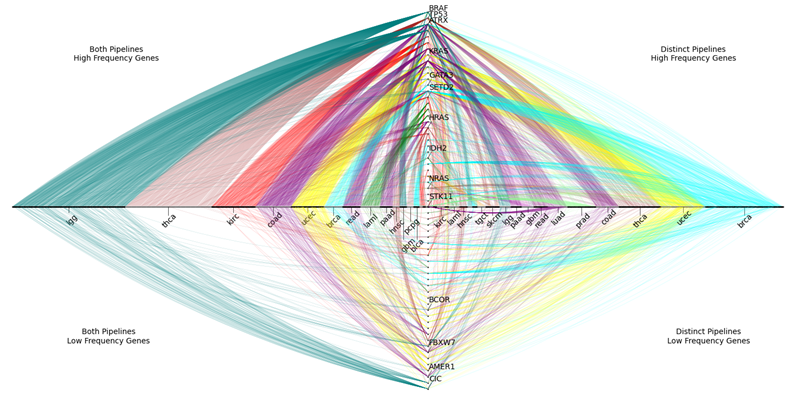 BRAF
TP53
ATRX
Both Pipelines
High Frequency Genes
Distinct Pipelines
High Frequency Genes
KRAS
GATA3
SETD2
HRAS
IDH2
NRAS
STK11
lgg
thca
kirc
coad
ucec
brca
read
laml
paad
hnsc
pcpg
gbm
blca
kirc
laml
hnsc
tgct
skcm
lgg
paad
gbm
read
luad
prad
coad
thca
ucec
brca
BCOR
Both Pipelines
Low Frequency Genes
Distinct Pipelines
Low Frequency Genes
FBXW7
AMER1
CIC